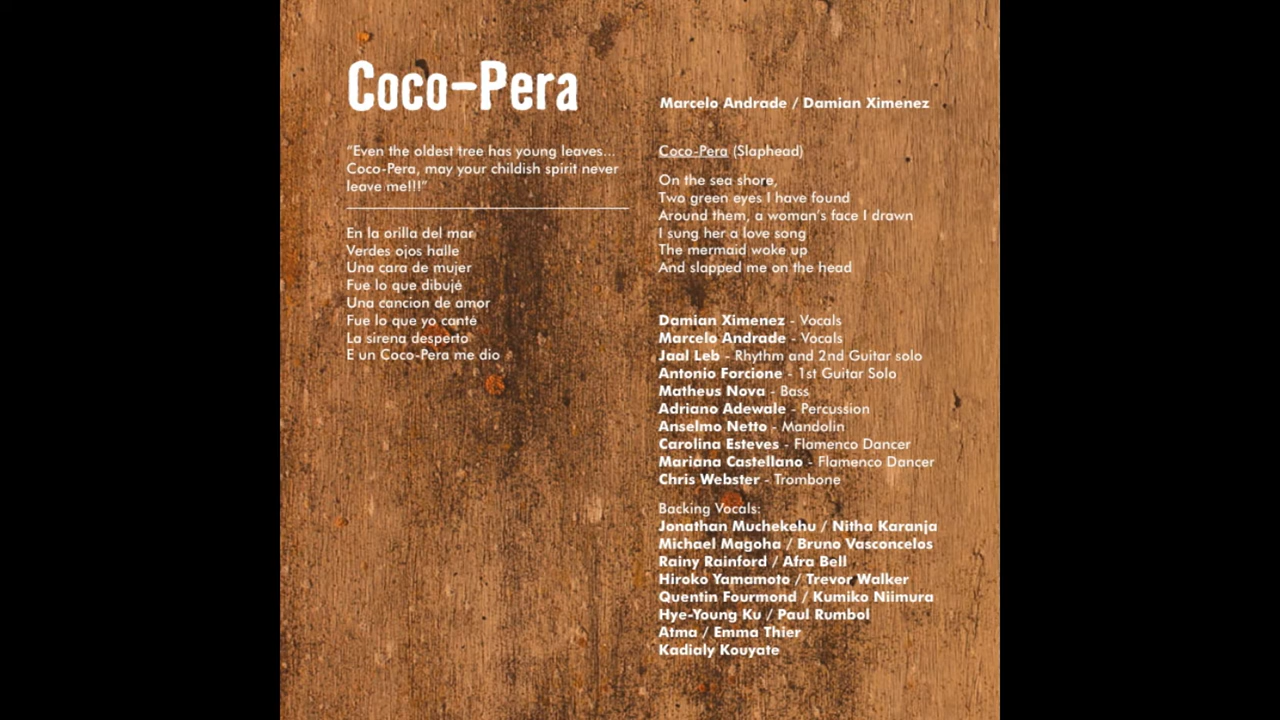 Coco-Pera
"Even the oldest tree has young leaves...
Coco-Pera, may your childish spirit never
leave me!!!"
En la orilla del mar
Verdes ojos halle
Una cara de mujer
Fue lo que dibujé
Una cancion de amor
Fue lo que yo canté
La sirena desperto
E un Coco-Pera me dio
Marcelo Andrade / Damian Ximenez
Coco-Pera (Slaphead)
On the sea shore,
Two green eyes I have found
Around them, a woman's face I drawn
I sung her a love song
The mermaid woke up
And slapped me on the head
Damian Ximenez - Vocals
Marcelo Andrade - Vocals
Jaal Leb - Rhythm and 2nd Guitar solo
Antonio Forcione - 1st Guitar Solo
Matheus Nova - Bass
Adriano Adewale - Percussion
Anselmo Netto - Mandolin
Carolina Esteves - Flamenco Dancer
Mariana Castellano - Flamenco Dancer
Chris Webster - Trombone
Backing Vocals:
Jonathan Muchekehu / Nitha Karanja
Michael Magoha / Bruno Vasconcelos
Rainy Rainford / Afra Bell
Hiroko Yamamoto / Trevor Walker
Quentin Fourmond / Kumiko Niimura
Hye-Young Ku / Paul Rumbol
Atma / Emma Thier
Kadialy Kouyate